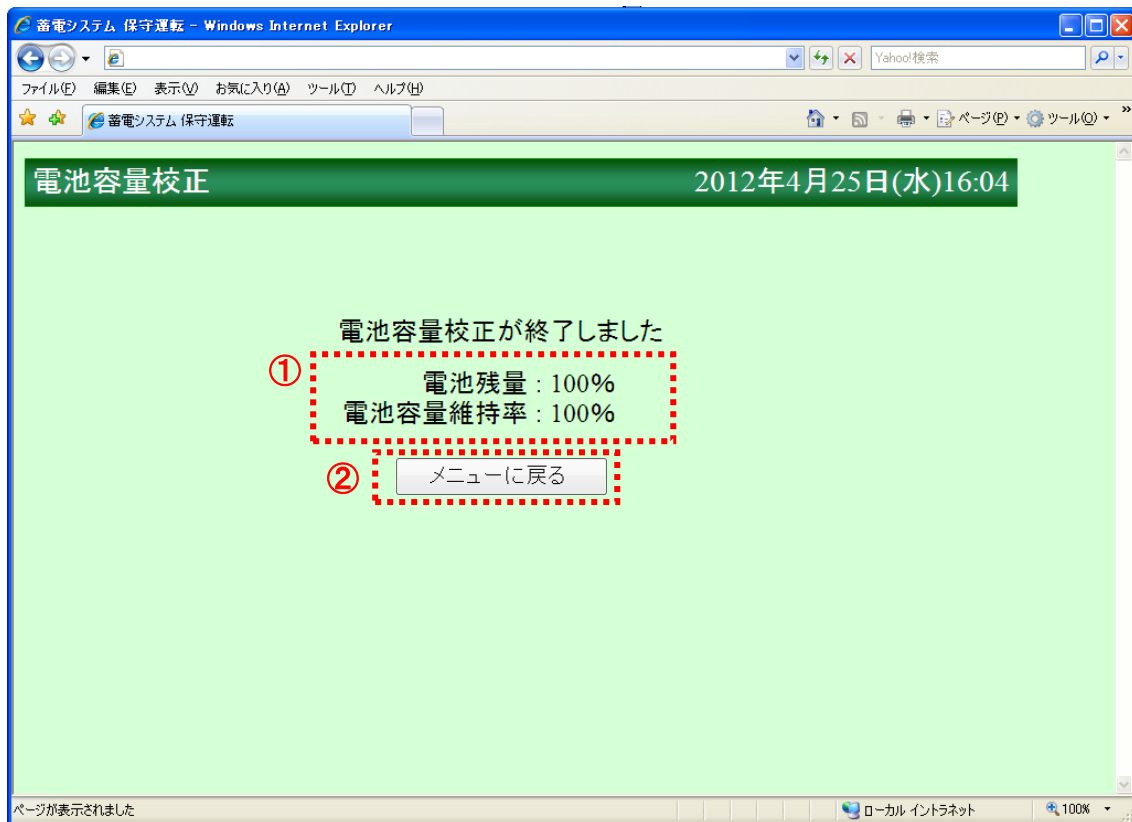 蓄電システム 保守運転 - Windows Internet Explorer
Yahoo!検索
ファイル(F) 編集(E) 表示(V) お気に入り(A) ツール(T) ヘルプ(H)
蓄電システム 保守運転
ページ(P) ツール(O) »
電池容量校正 2012年4月25日(水)16:04
電池容量校正が終了しました
①
電池残量 : 100%
電池容量維持率 : 100%
② メニューに戻る
ページが表示されました ローカル イントラネット 100%